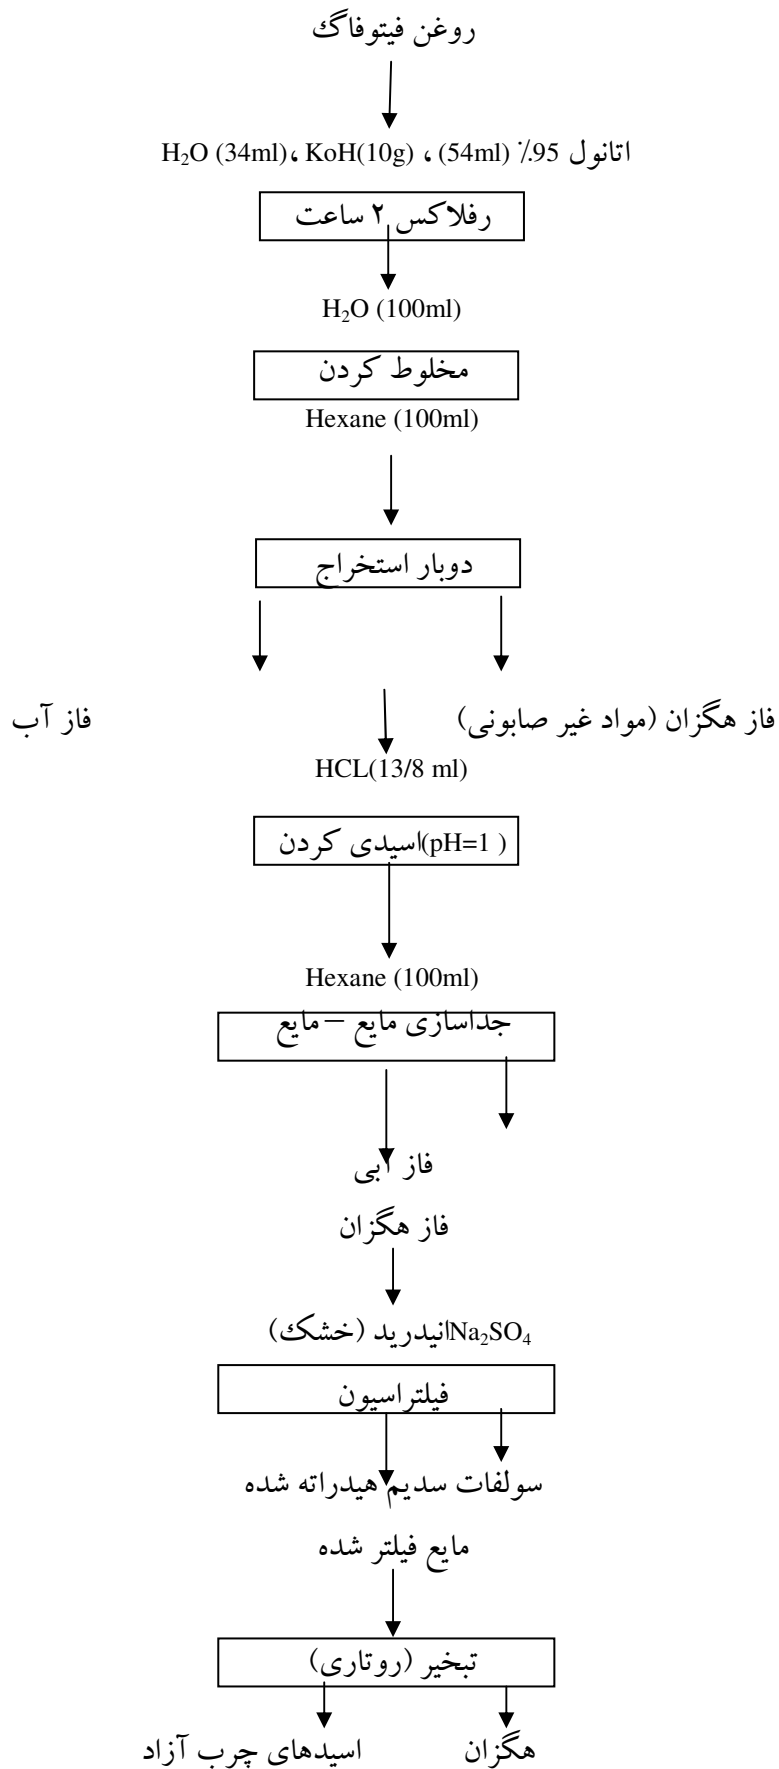 روغن فیتوفاگ
اتانول 95٪ (54ml) ، KoH(10g) ،H₂O (34ml)
رفلاکس ۲ ساعت
H₂O (100ml)
مخلوط کردن
Hexane (100ml)
دوبار استخراج
فاز هگزان (مواد غیر صابونی) فاز آب
HCL(13/8 ml)
اسیدی کردن(pH=1 )
Hexane (100ml)
جداسازی مایع – مایع
فاز آبی
فاز هگزان
Na₂SO₄انیدرید (خشک)
فیلتراسیون
سولفات سدیم هیدراته شده
مایع فیلتر شده
تبخیر (روتاری)
هگزان اسیدهای چرب آزاد